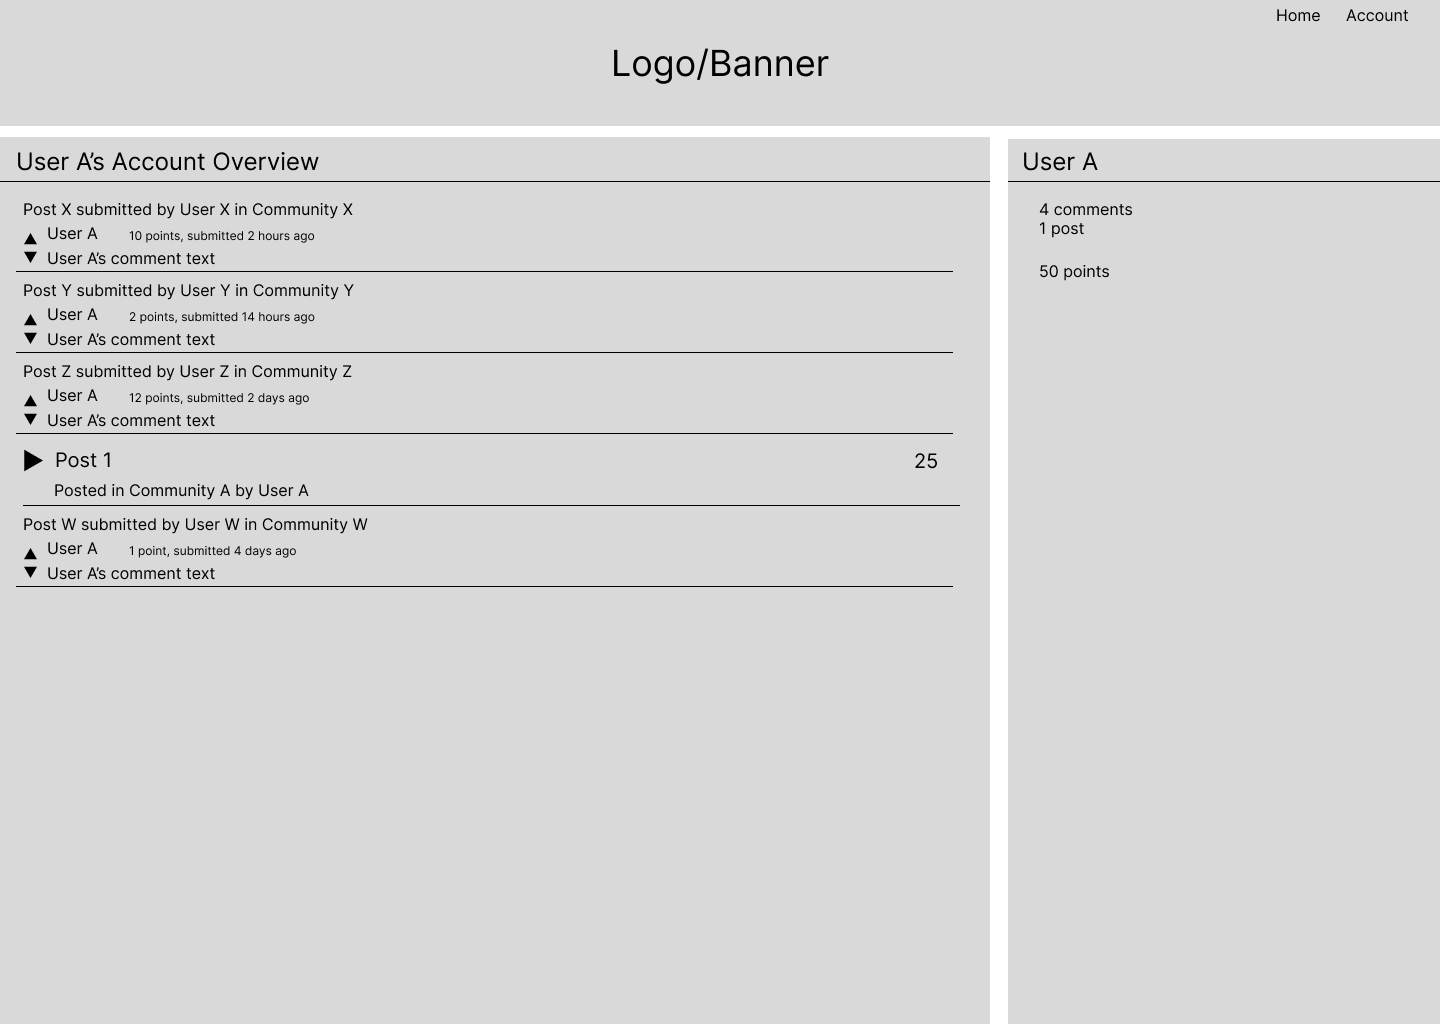 Home Account
Logo/Banner
User A’s Account Overview
Post X submitted by User X in Community X
User A 10 points, submitted 2 hours ago
User A’s comment text
Post Y submitted by User Y in Community Y
User A 2 points, submitted 14 hours ago
User A’s comment text
Post Z submitted by User Z in Community Z
User A 12 points, submitted 2 days ago
User A’s comment text
Post 1 25
Posted in Community A by User A
Post W submitted by User W in Community W
User A 1 point, submitted 4 days ago
User A’s comment text
User A
4 comments
1 post
50 points